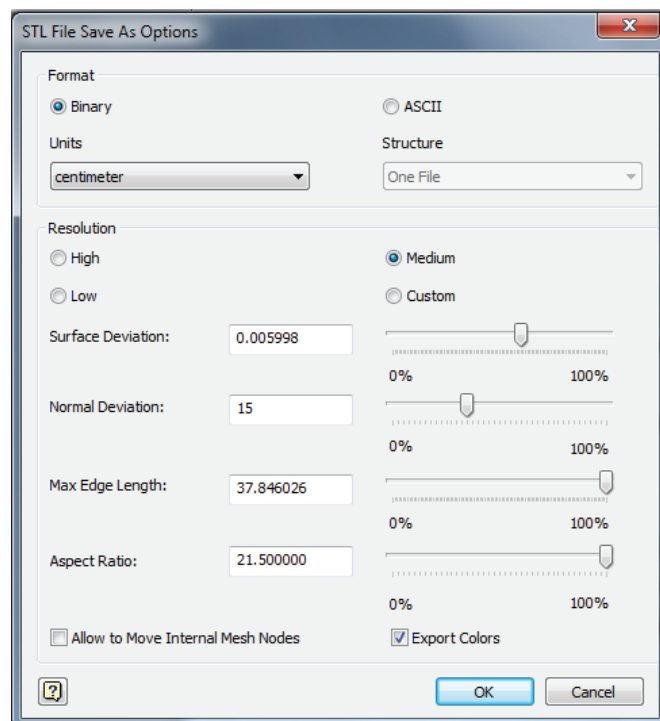 STL File Save As Options
Format
Binary
ASCII
Units
Structure
centimeter
One File
Resolution
High
Medium
Low
Custom
Surface Deviation:
0.005998
0%
100%
Normal Deviation:
15
0%
100%
Max Edge Length:
37.846026
0%
100%
Aspect Ratio:
21.500000
0%
100%
Allow to Move Internal Mesh Nodes
Export Colors
?
OK
Cancel